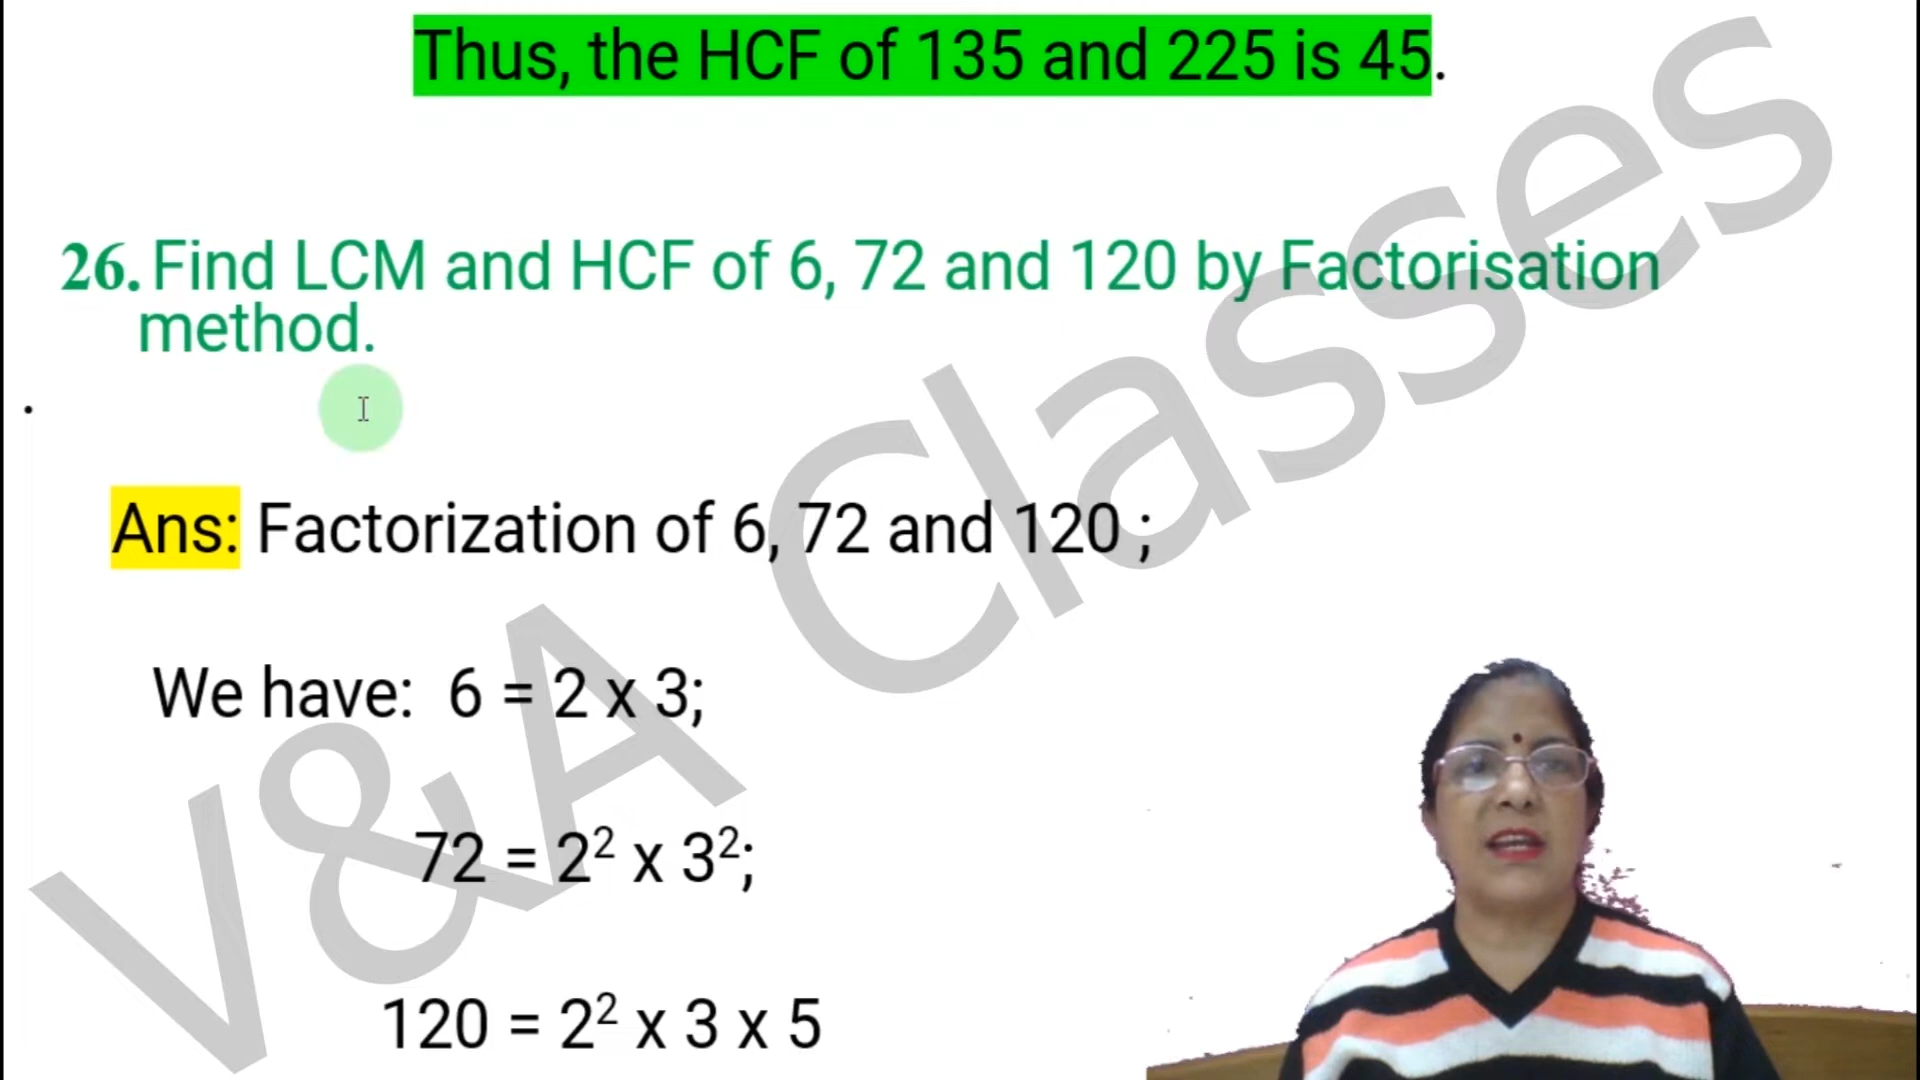 Thus, the HCF of 135 and 225 is 45.
26. Find LCM and HCF of 6, 72 and 120 by Factorisation
method.
.
Ans: Factorization of 6, 72 and 120 ;
We have: 6 = 2 x 3;
72 = 2² x 3²;
120 = 2² x 3 x 5
V&A Classes